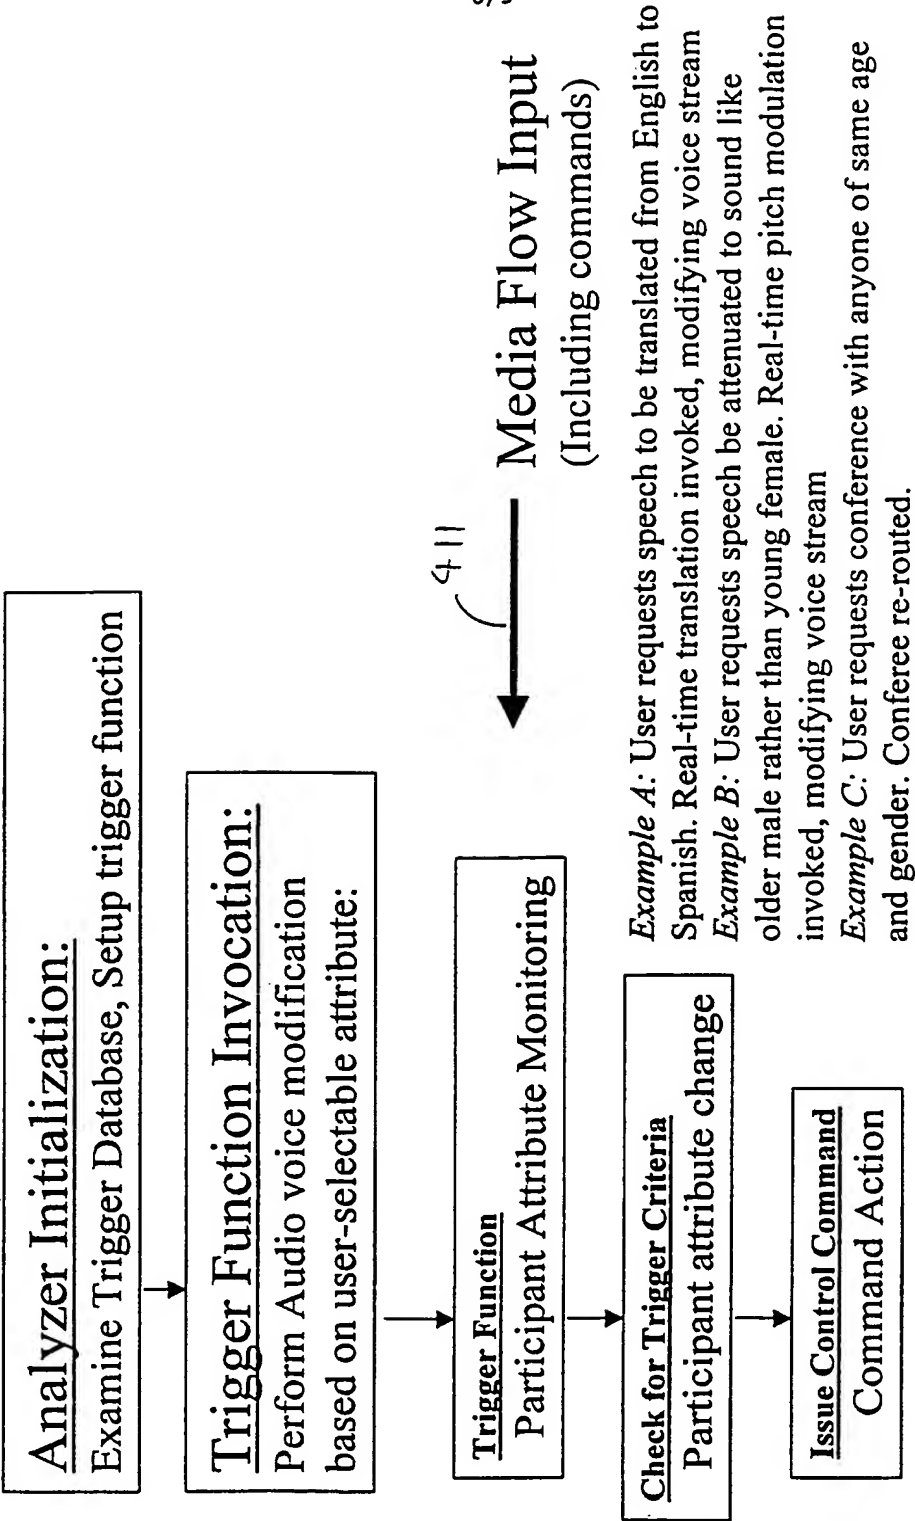 Analyzer Initialization:
Examine Trigger Database, Setup trigger function
Trigger Function Invocation:
Perform Audio voice modification
based on user-selectable attribute:
Trigger Function
Participant Attribute Monitoring
Check for Trigger Criteria
Participant attribute change
Issue Control Command
Command Action
411
Media Flow Input
(Including commands)
Example A: User requests speech to be translated from English to
Spanish. Real-time translation invoked, modifying voice stream
Example B: User requests speech be attenuated to sound like
older male rather than young female. Real-time pitch modulation
invoked, modifying voice stream
Example C: User requests conference with anyone of same age
and gender. Conferee re-routed.